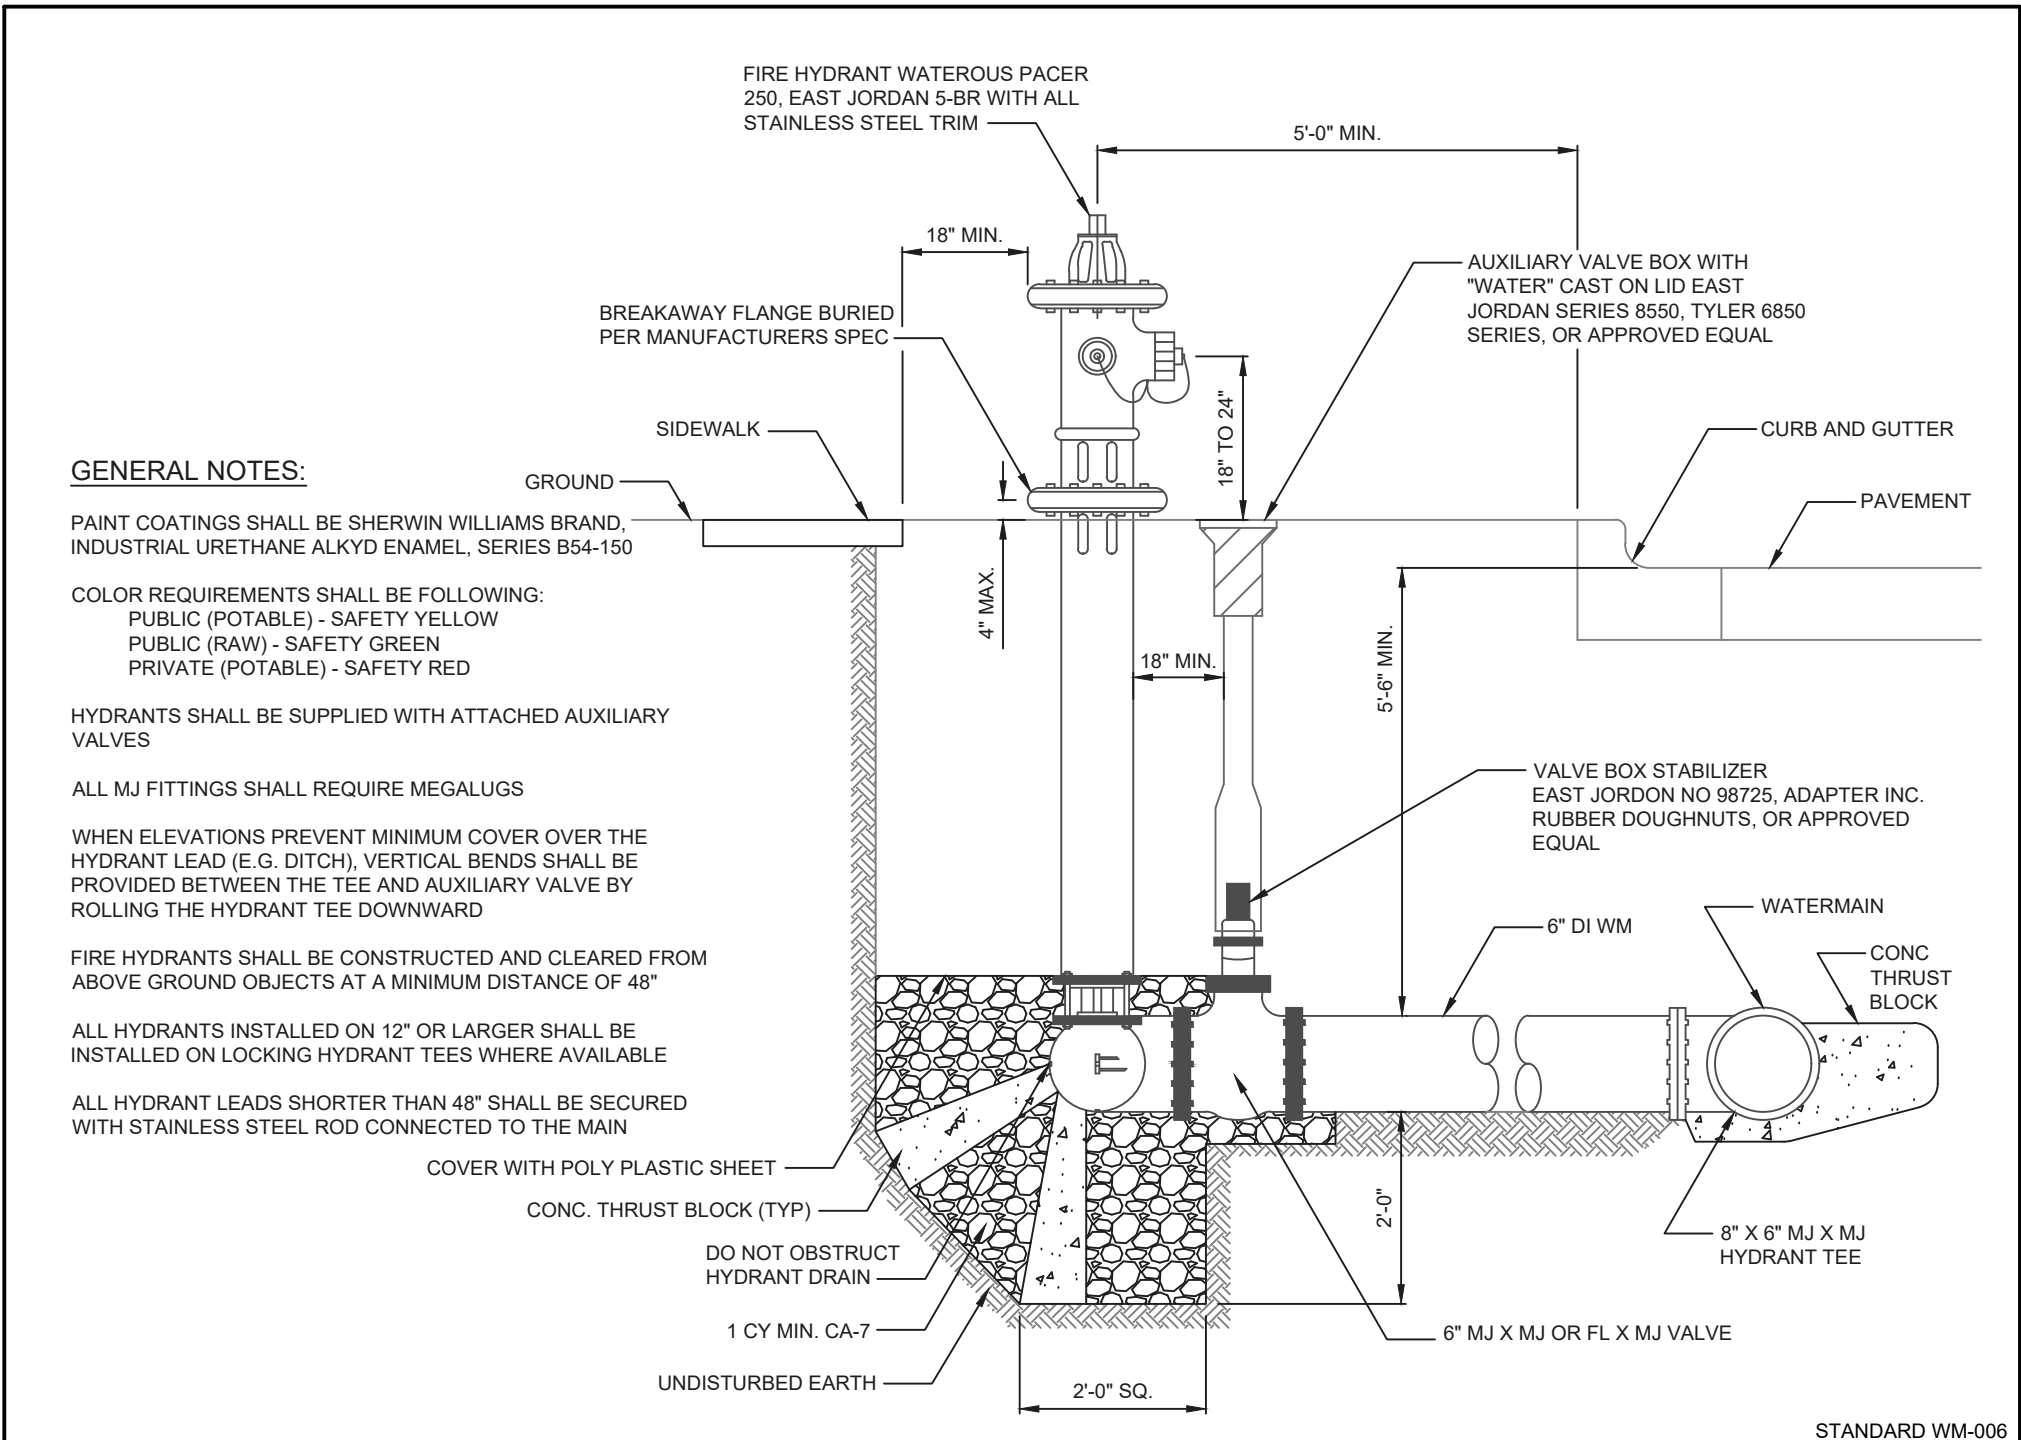 FIRE HYDRANT WATEROUS PACER
250, EAST JORDAN 5-BR WITH ALL
STAINLESS STEEL TRIM
5'-0" MIN.
18" MIN.
AUXILIARY VALVE BOX WITH
"WATER" CAST ON LID EAST
JORDAN SERIES 8550, TYLER 6850
SERIES, OR APPROVED EQUAL
BREAKAWAY FLANGE BURIED
PER MANUFACTURERS SPEC
18" TO 24"
SIDEWALK
CURB AND GUTTER
GROUND
PAVEMENT
GENERAL NOTES:
PAINT COATINGS SHALL BE SHERWIN WILLIAMS BRAND,
INDUSTRIAL URETHANE ALKYD ENAMEL, SERIES B54-150
COLOR REQUIREMENTS SHALL BE FOLLOWING:
PUBLIC (POTABLE) - SAFETY YELLOW
PUBLIC (RAW) - SAFETY GREEN
PRIVATE (POTABLE) - SAFETY RED
HYDRANTS SHALL BE SUPPLIED WITH ATTACHED AUXILIARY
VALVES
ALL MJ FITTINGS SHALL REQUIRE MEGALUGS
WHEN ELEVATIONS PREVENT MINIMUM COVER OVER THE
HYDRANT LEAD (E.G. DITCH), VERTICAL BENDS SHALL BE
PROVIDED BETWEEN THE TEE AND AUXILIARY VALVE BY
ROLLING THE HYDRANT TEE DOWNWARD
FIRE HYDRANTS SHALL BE CONSTRUCTED AND CLEARED FROM
ABOVE GROUND OBJECTS AT A MINIMUM DISTANCE OF 48"
ALL HYDRANTS INSTALLED ON 12" OR LARGER SHALL BE
INSTALLED ON LOCKING HYDRANT TEES WHERE AVAILABLE
ALL HYDRANT LEADS SHORTER THAN 48" SHALL BE SECURED
WITH STAINLESS STEEL ROD CONNECTED TO THE MAIN
4" MAX.
18" MIN.
5'-6" MIN.
VALVE BOX STABILIZER
EAST JORDON NO 98725, ADAPTER INC.
RUBBER DOUGHNUTS, OR APPROVED
EQUAL
WATERMAIN
6" DI WM
CONC
THRUST
BLOCK
COVER WITH POLY PLASTIC SHEET
CONC. THRUST BLOCK (TYP)
DO NOT OBSTRUCT
HYDRANT DRAIN
1 CY MIN. CA-7
UNDISTURBED EARTH
2'-0"
8" X 6" MJ X MJ
HYDRANT TEE
6" MJ X MJ OR FL X MJ VALVE
2'-0" SQ.
STANDARD WM-006